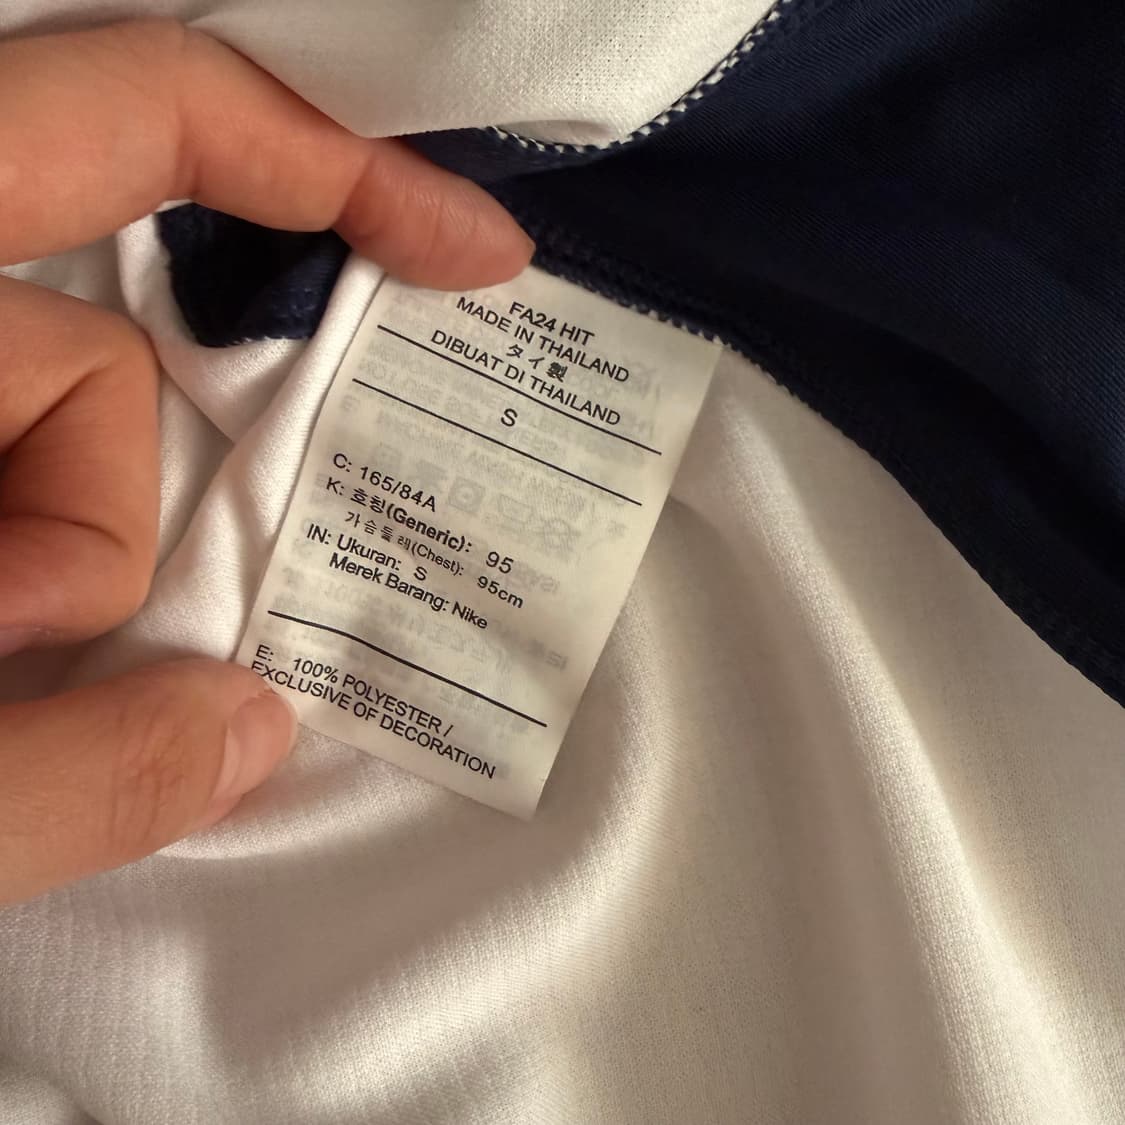 FA24 HIT
MADE IN THAILAND
タイ製
DIBUAT DI THAILAND
S
C: 165/84A
K: 호칭(Generic): 95
가슴둘레(Chest): 95cm
IN: Ukuran: S
Merek Barang: Nike
E: 100% POLYESTER /
EXCLUSIVE OF DECORATION